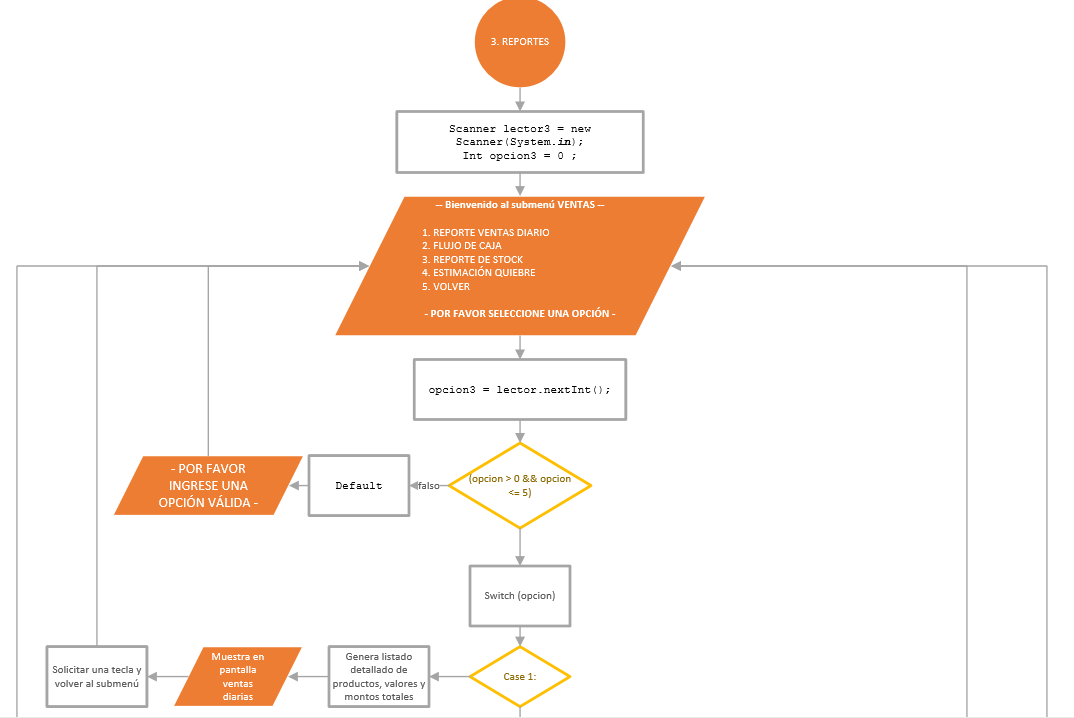 3. REPORTES
Scanner lector3 = new
Scanner(System.in);
Int opcion3 = 0 ;
-- Bienvenido al submenú VENTAS --
1. REPORTE VENTAS DIARIO
2. FLUJO DE CAJA
3. REPORTE DE STOCK
4. ESTIMACIÓN QUIEBRE
5. VOLVER
- POR FAVOR SELECCIONE UNA OPCIÓN -
opcion3 = lector.nextInt();
(opcion > 0 && opcion
<= 5)
falso
Default
- POR FAVOR
INGRESE UNA
OPCIÓN VÁLIDA -
Switch (opcion)
Case 1:
Genera listado
detallado de
productos, valores y
montos totales
Muestra en
pantalla
ventas
diarias
Solicitar una tecla y
volver al submenú